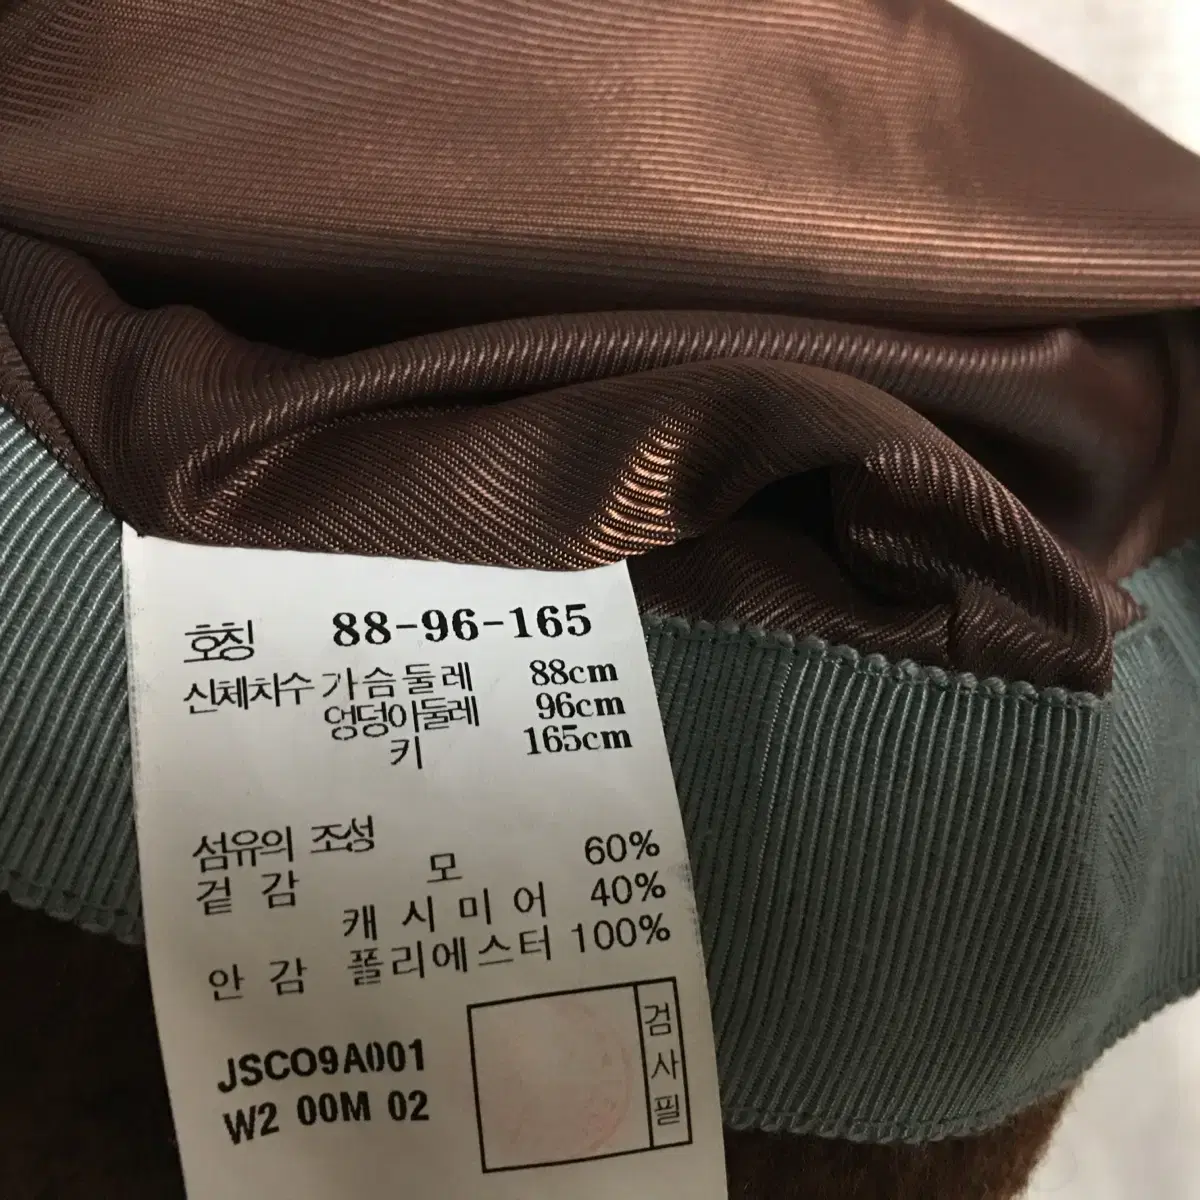 호칭 88-96-165
신체치수 가슴둘레 88cm
엉덩이둘레 96cm
키 165cm
섬유의 조성
겉감 모 60%
캐시미어 40%
안감 폴리에스터 100%
JSCO9A001
W2 00M 02
검사필